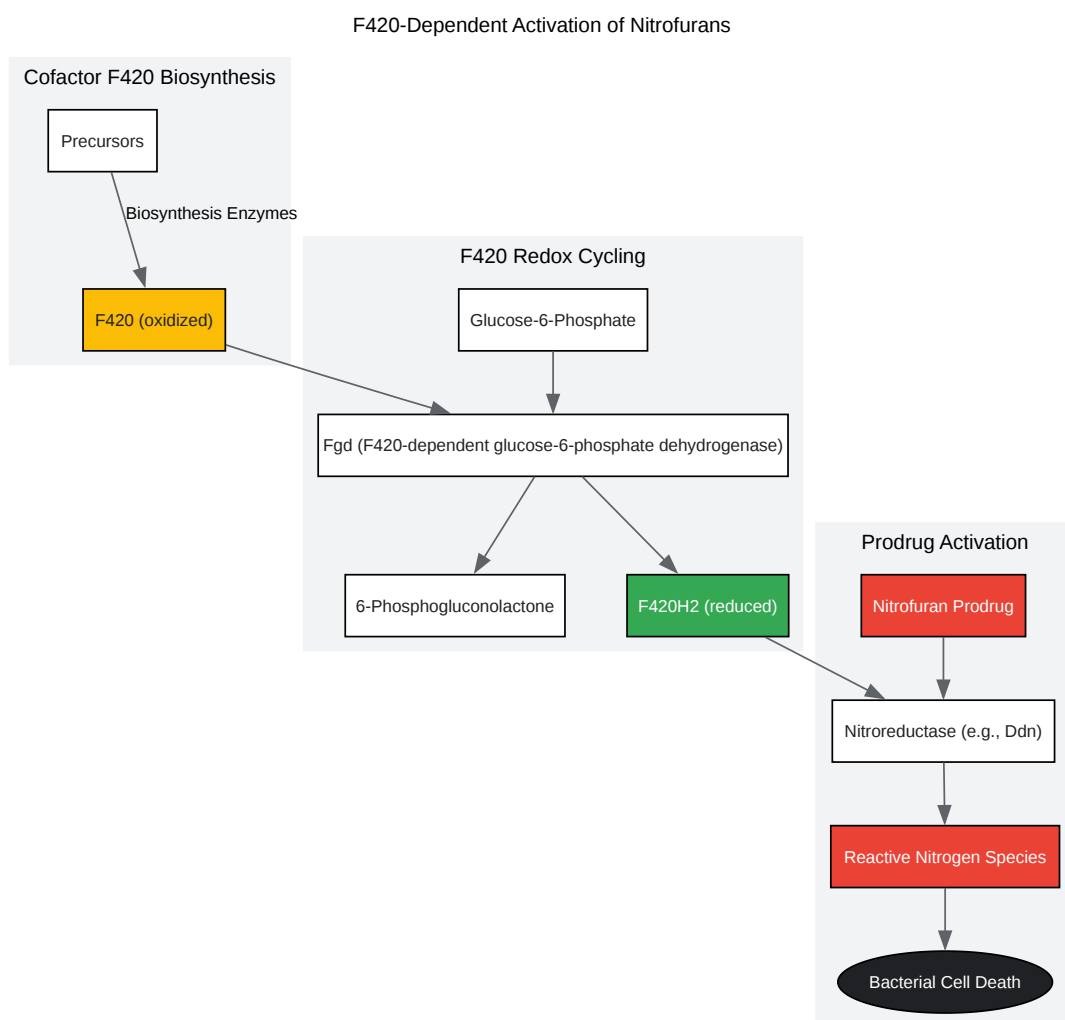 F420-Dependent Activation of Nitrofurans
Cofactor F420 Biosynthesis
Precursors
Biosynthesis Enzymes
F420 (oxidized)
F420 Redox Cycling
Glucose-6-Phosphate
Fgd (F420-dependent glucose-6-phosphate dehydrogenase)
6-Phosphogluconolactone
F420H2 (reduced)
Prodrug Activation
Nitrofuran Prodrug
Nitroreductase (e.g., Ddn)
Reactive Nitrogen Species
Bacterial Cell Death